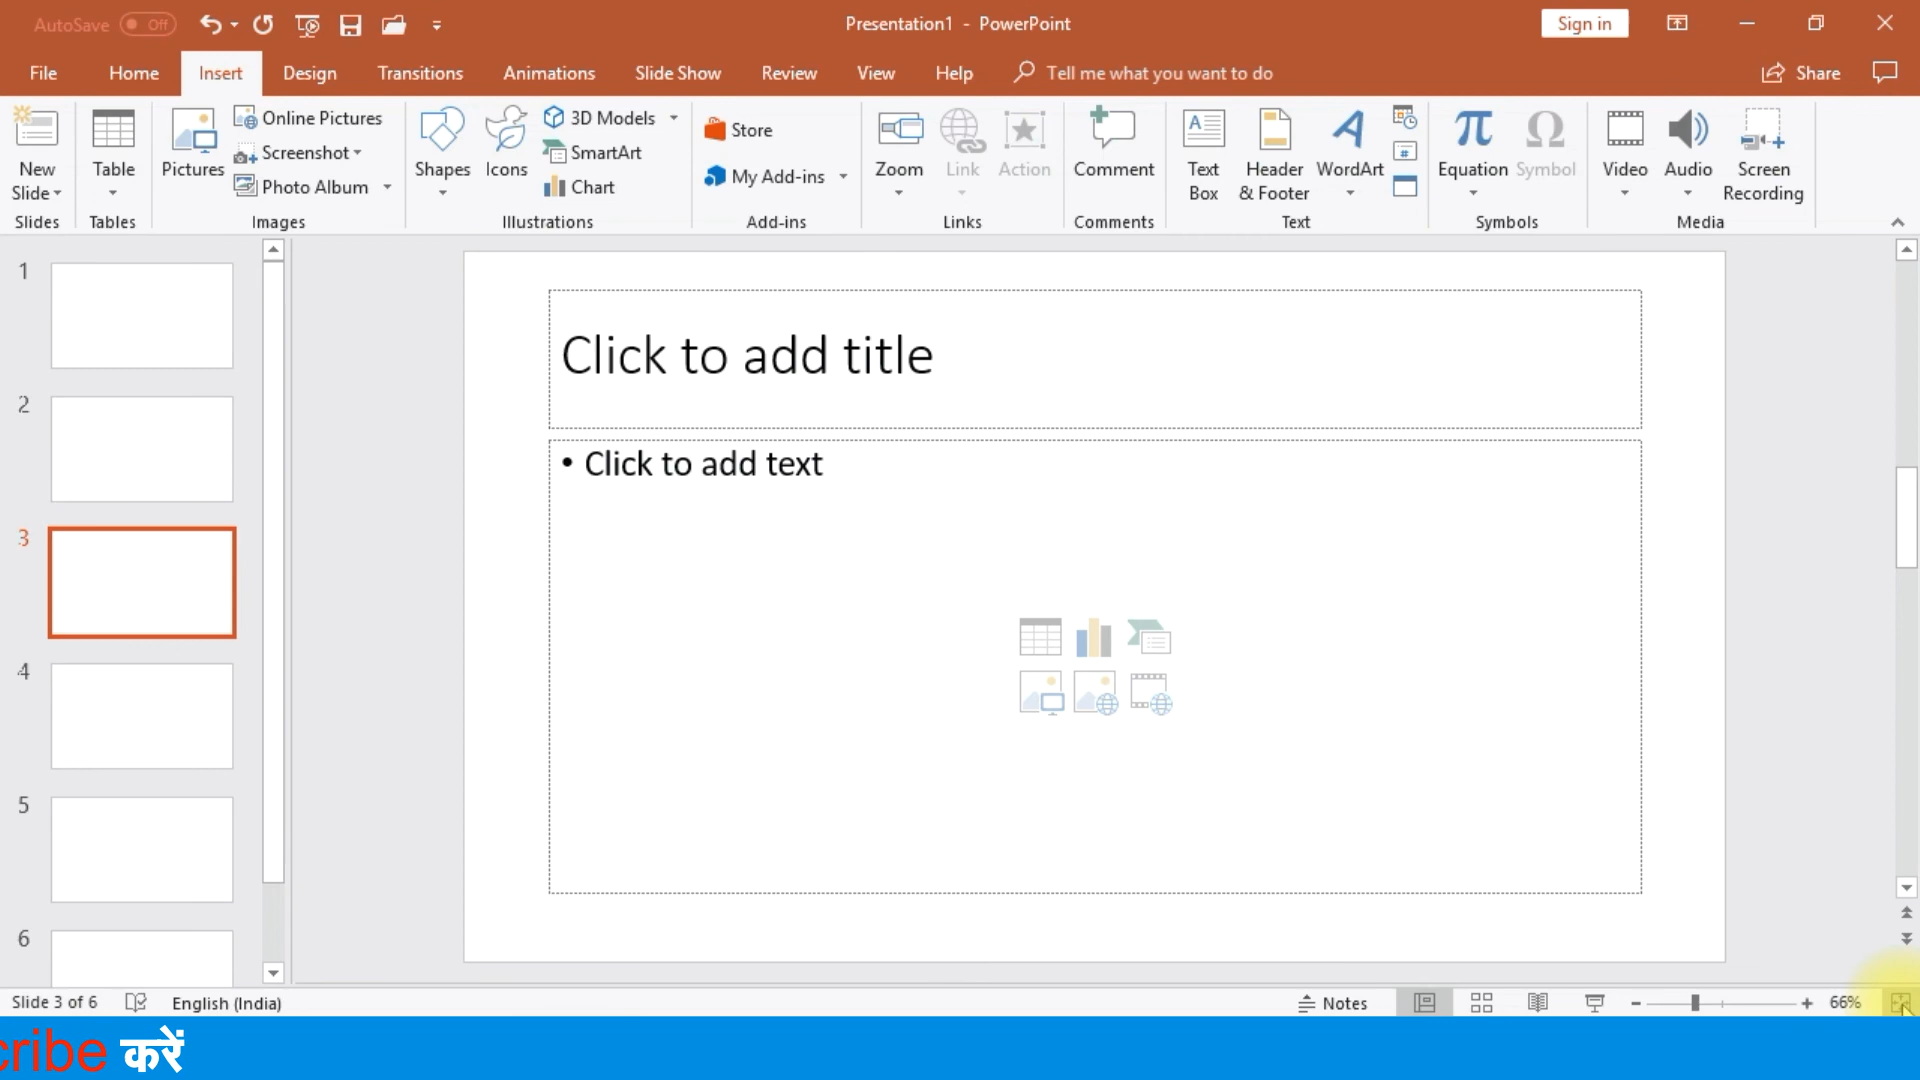 AutoSave Off
Presentation1 - PowerPoint
Sign in
File Home Insert Design Transitions Animations Slide Show Review View Help Tell me what you want to do Share
New Slide
Table
Pictures
Online Pictures
Screenshot
Photo Album
Shapes
Icons
3D Models
SmartArt
Chart
Store
My Add-ins
Zoom
Link
Action
Comment
Text Box
Header & Footer
WordArt
Equation
Symbol
Video
Audio
Screen Recording
Slides Tables Images Illustrations Add-ins Links Comments Text Symbols Media
1
2
3
4
5
6
Click to add title
• Click to add text
Slide 3 of 6 English (India) Notes 66%
cribe करें